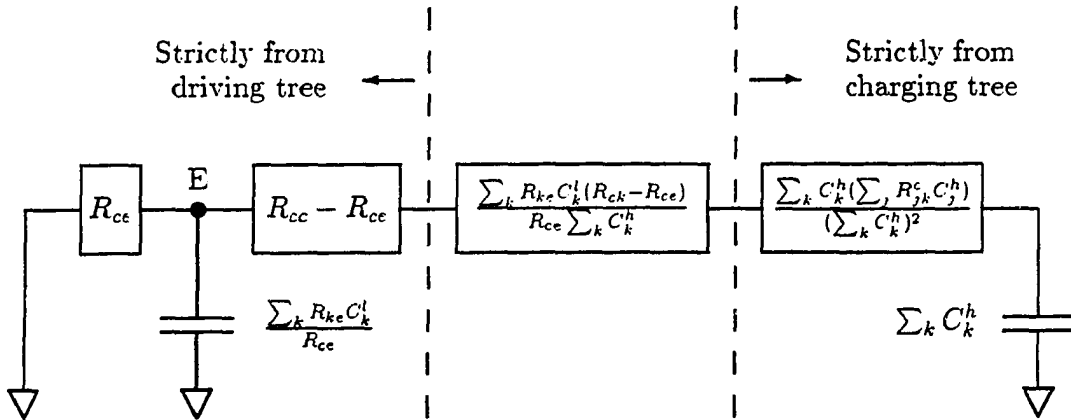 Strictly from
driving tree
Strictly from
charging tree
E
R_{ce}
R_{cc} − R_{ce}
\frac{\sum_k R_{ke} C_k^l (R_{ck} − R_{ce})}{R_{ce} \sum_k C_k^h}
\frac{\sum_k C_k^h (\sum_j R_{jk}^c C_j^h)}{(\sum_k C_k^h)^2}
\frac{\sum_k R_{ke} C_k^l}{R_{ce}}
\sum_k C_k^h